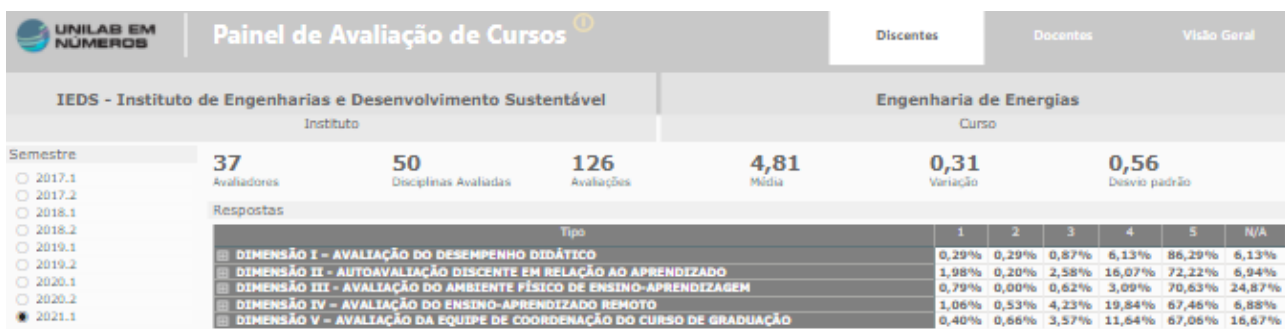 UNILAB EM
NÚMEROS
Painel de Avaliação de Cursos
Discentes Docentes Visão Geral
IEDS - Instituto de Engenharias e Desenvolvimento Sustentável
Instituto
Engenharia de Energias
Curso
Semestre
2017.1
2017.2
2018.1
2018.2
2019.1
2019.2
2020.1
2020.2
2021.1
37 50 126 4,81 0,31 0,56
Avaliadores Disciplinas Avaliadas Avaliações Média Variação Desvio padrão
Respostas
Tipo 1 2 3 4 5 N/A
DIMENSÃO I – AVALIAÇÃO DO DESEMPENHO DIDÁTICO 0,29% 0,29% 0,87% 6,13% 86,29% 6,13%
DIMENSÃO II - AUTOAVALIAÇÃO DISCENTE EM RELAÇÃO AO APRENDIZADO 1,98% 0,20% 2,58% 16,07% 72,22% 6,94%
DIMENSÃO III - AVALIAÇÃO DO AMBIENTE FÍSICO DE ENSINO-APRENDIZAGEM 0,79% 0,00% 0,62% 3,09% 70,63% 24,87%
DIMENSÃO IV – AVALIAÇÃO DO ENSINO-APRENDIZADO REMOTO 1,06% 0,53% 4,23% 19,84% 67,46% 6,88%
DIMENSÃO V – AVALIAÇÃO DA EQUIPE DE COORDENAÇÃO DO CURSO DE GRADUAÇÃO 0,40% 0,66% 3,57% 11,64% 67,06% 16,67%